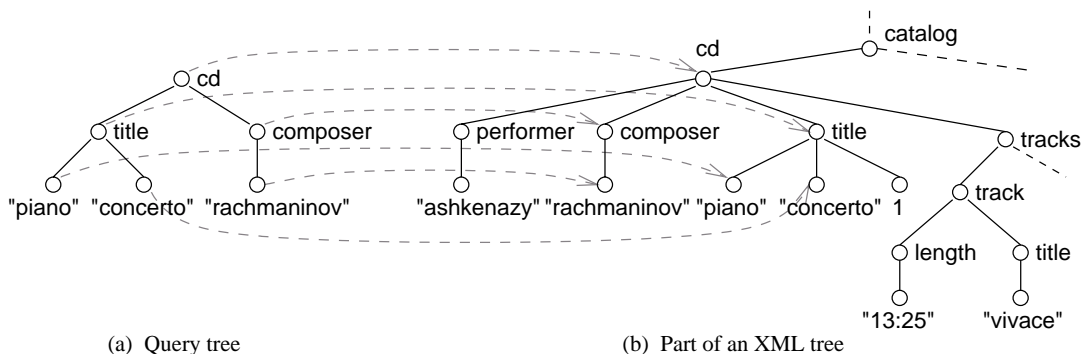 catalog
cd
cd
title composer performer composer title tracks
"piano" "concerto" "rachmaninov" "ashkenazy" "rachmaninov" "piano" "concerto" 1
track
length title
"13:25" "vivace"
(a) Query tree (b) Part of an XML tree